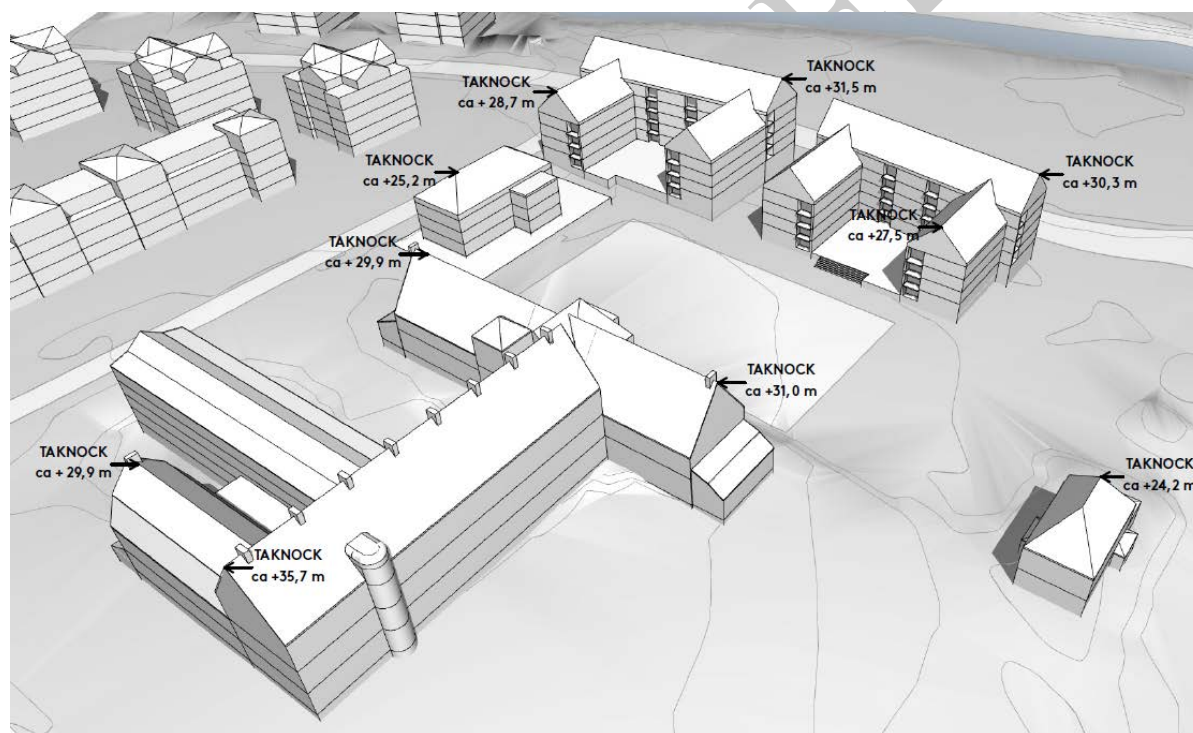 TAKNOCK
ca + 28,7 m
TAKNOCK
ca +31,5 m
TAKNOCK
ca +25,2 m
TAKNOCK
ca +30,3 m
TAKNOCK
ca +27,5 m
TAKNOCK
ca + 29,9 m
TAKNOCK
ca +31,0 m
TAKNOCK
ca + 29,9 m
TAKNOCK
ca +24,2 m
TAKNOCK
ca +35,7 m